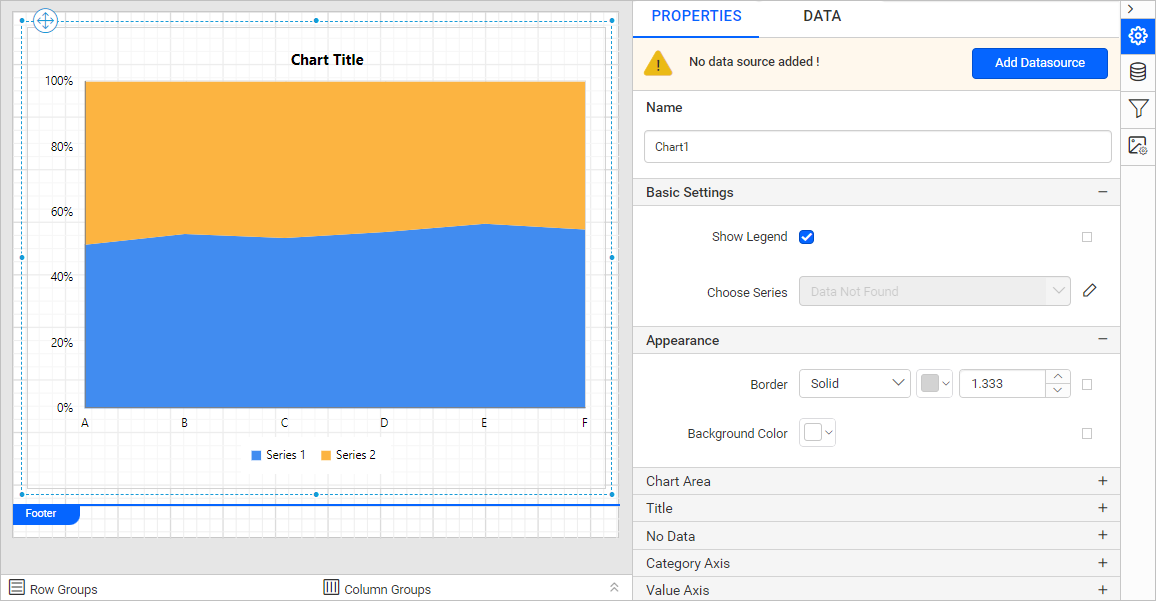 Chart Title
100%
80%
60%
40%
20%
0%
A B C D E F
Series 1 Series 2
Footer
Row Groups Column Groups
PROPERTIES DATA
No data source added ! Add Datasource
Name
Chart1
Basic Settings
Show Legend
Choose Series Data Not Found
Appearance
Border Solid 1.333
Background Color
Chart Area
Title
No Data
Category Axis
Value Axis